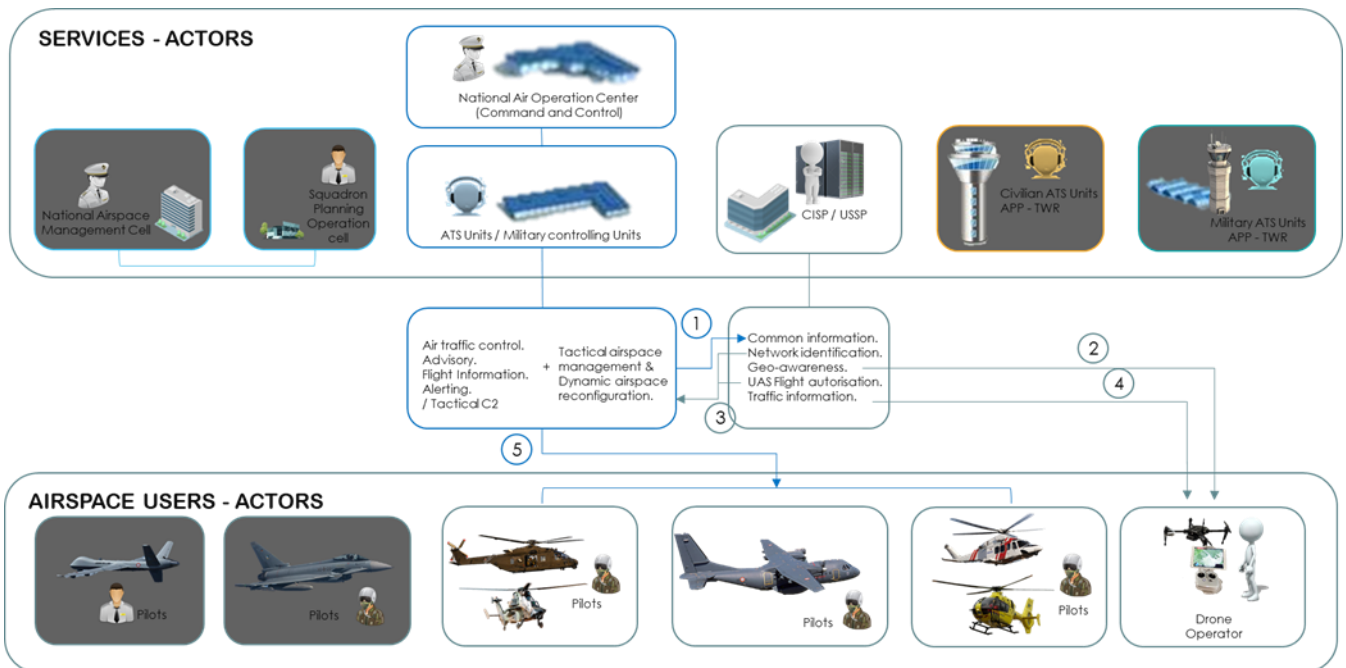 SERVICES - ACTORS
National Air Operation Center
(Command and Control)
National Airspace
Management Cell
Squadron
Planning
Operation
cell
ATS Units / Military controlling Units
CISP / USSP
Civilian ATS Units
APP - TWR
Military ATS Units
APP - TWR
Air traffic control.
Advisory.
Flight Information.
Alerting.
/ Tactical C2
+
Tactical airspace
management &
Dynamic airspace
reconfiguration.
1
Common information.
Network identification.
Geo-awareness.
UAS Flight autorisation.
Traffic information.
2
4
3
5
AIRSPACE USERS - ACTORS
Pilots
Pilots
Pilots
Pilots
Pilots
Drone
Operator